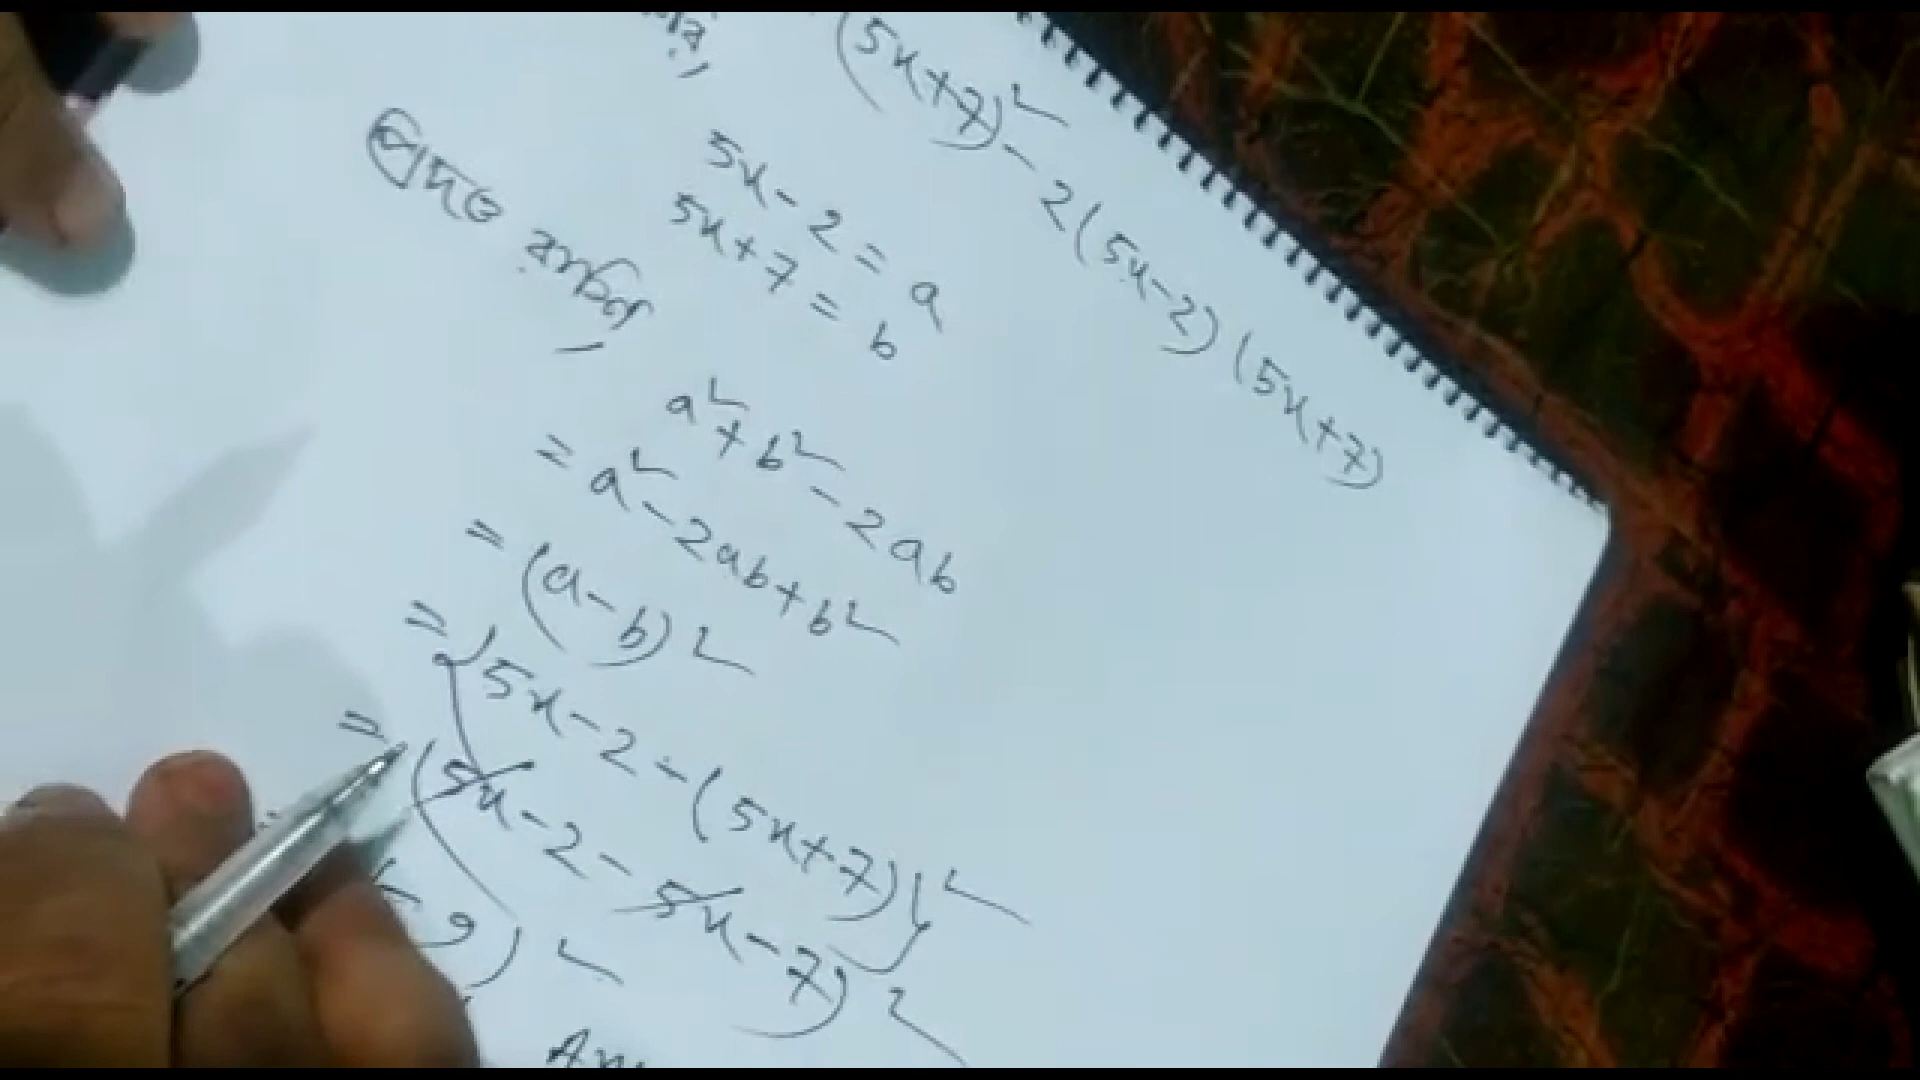 (5x+7)² - 2(5x-2)(5x+7)
5x-2 = a
5x+7 = b
প্রদত্ত রাশি,
a² + b² - 2ab
= a² - 2ab + b²
= (a-b)²
= {5x-2-(5x+7)}²
= (5x-2-5x-7)²
-9)²